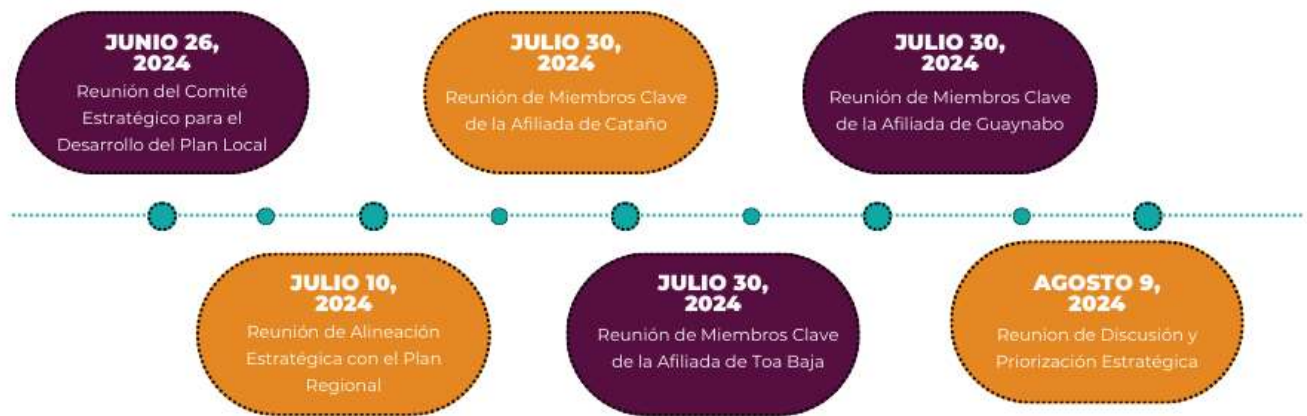 JUNIO 26,
2024
Reunión del Comité
Estratégico para el
Desarrollo del Plan Local
JULIO 30,
2024
Reunión de Miembros Clave
de la Afiliada de Cataño
JULIO 30,
2024
Reunión de Miembros Clave
de la Afiliada de Guaynabo
JULIO 10,
2024
Reunión de Alineación
Estratégica con el Plan
Regional
JULIO 30,
2024
Reunión de Miembros Clave
de la Afiliada de Toa Baja
AGOSTO 9,
2024
Reunion de Discusión y
Priorización Estratégica